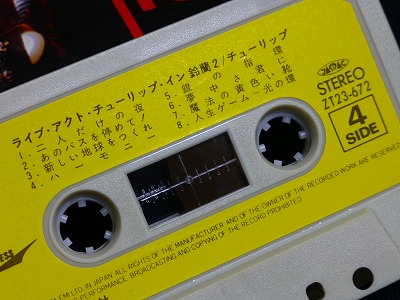 ライブ・アクト・チューリップ・イン 鈴蘭2/チューリップ
1. 二人だけの夜
2. あのバスを停めて!
3. 新しい地球をつくれ
4. ハーモニー
5. 銀の指環
6. 夢中さ君に
7. 魔法の黄色い靴
8. 人生ゲーム―光の環
STEREO
ZT23-672
4
SIDE
EMI LTD. IN JAPAN. ALL RIGHTS OF THE MANUFACTURER AND OF THE OWNER OF THE RECORDED WORK ARE RESERVED
PERFORMANCE, BROADCASTING AND COPYING OF THE RECORD PROHIBITED